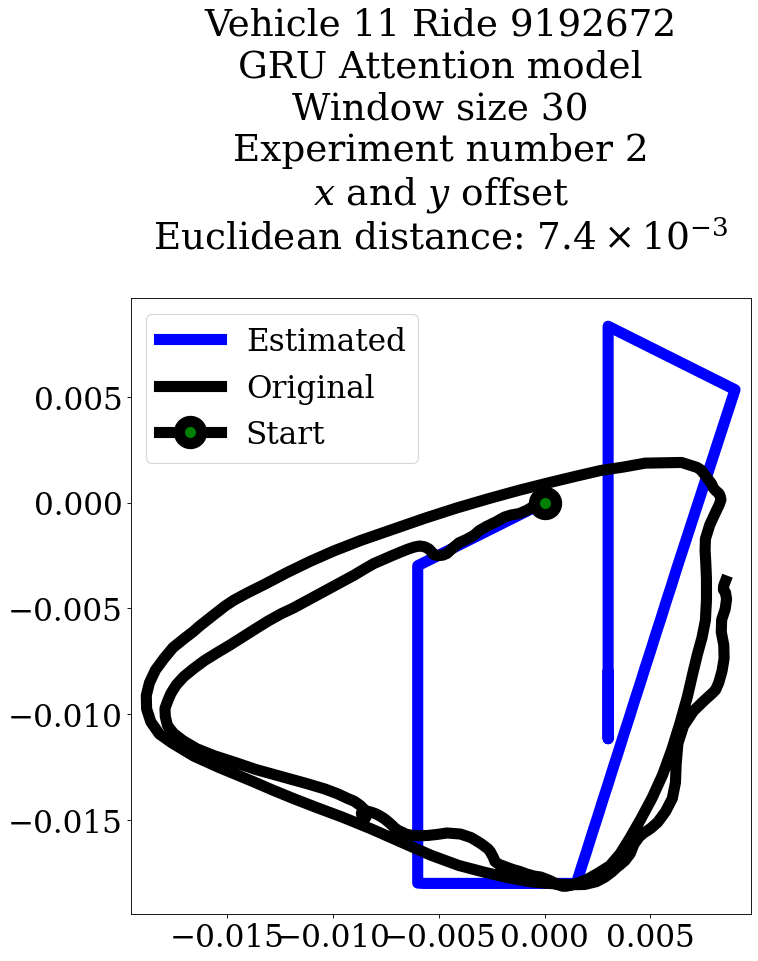 Vehicle 11 Ride 9192672
GRU Attention model
Window size 30
Experiment number 2
x and y offset
Euclidean distance: 7.4 × 10⁻³
Estimated
Original
Start
0.005
0.000
−0.005
−0.010
−0.015
−0.015 −0.010 −0.005 0.000 0.005